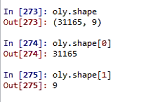 In [273]: oly.shape
Out[273]: (31165, 9)
In [274]: oly.shape[0]
Out[274]: 31165
In [275]: oly.shape[1]
Out[275]: 9